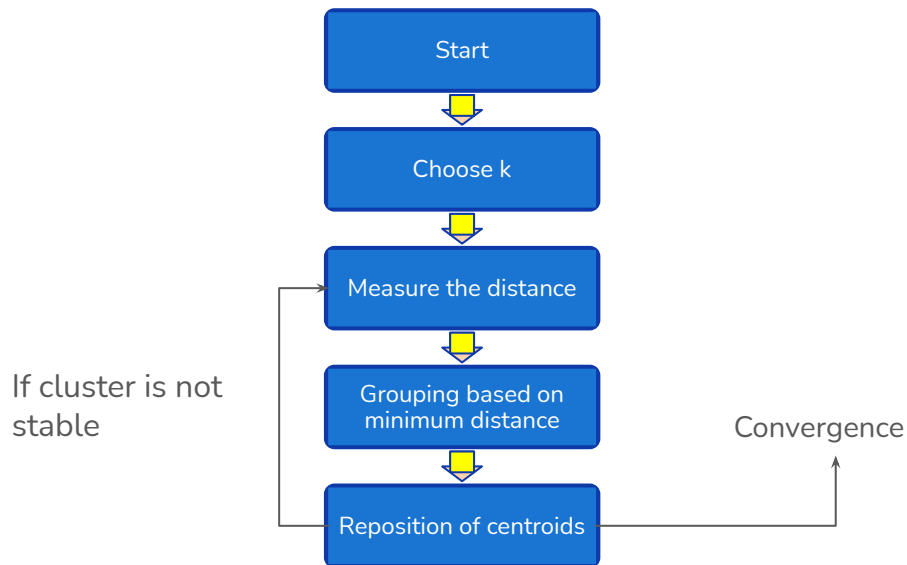 Start
Choose k
Measure the distance
If cluster is not
stable
Grouping based on
minimum distance
Convergence
Reposition of centroids